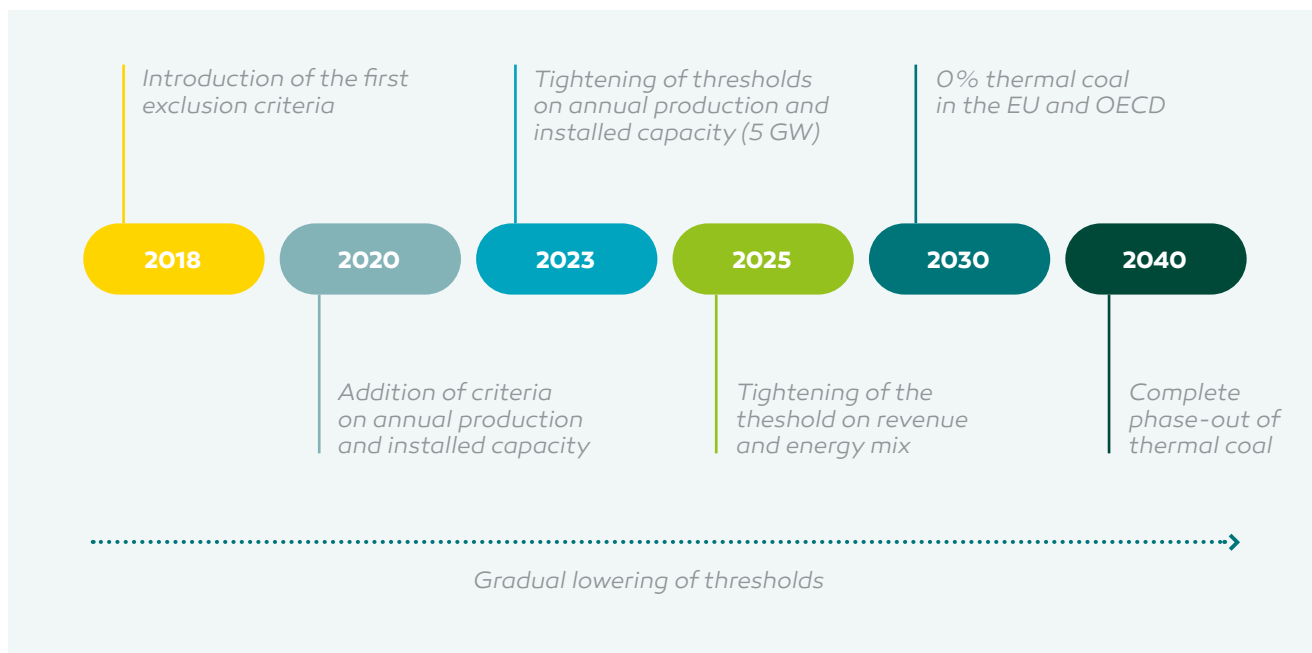 Introduction of the first
exclusion criteria
Tightening of thresholds
on annual production and
installed capacity (5 GW)
0% thermal coal
in the EU and OECD
2018
2020
2023
2025
2030
2040
Addition of criteria
on annual production
and installed capacity
Tightening of the
theshold on revenue
and energy mix
Complete
phase-out of
thermal coal
Gradual lowering of thresholds